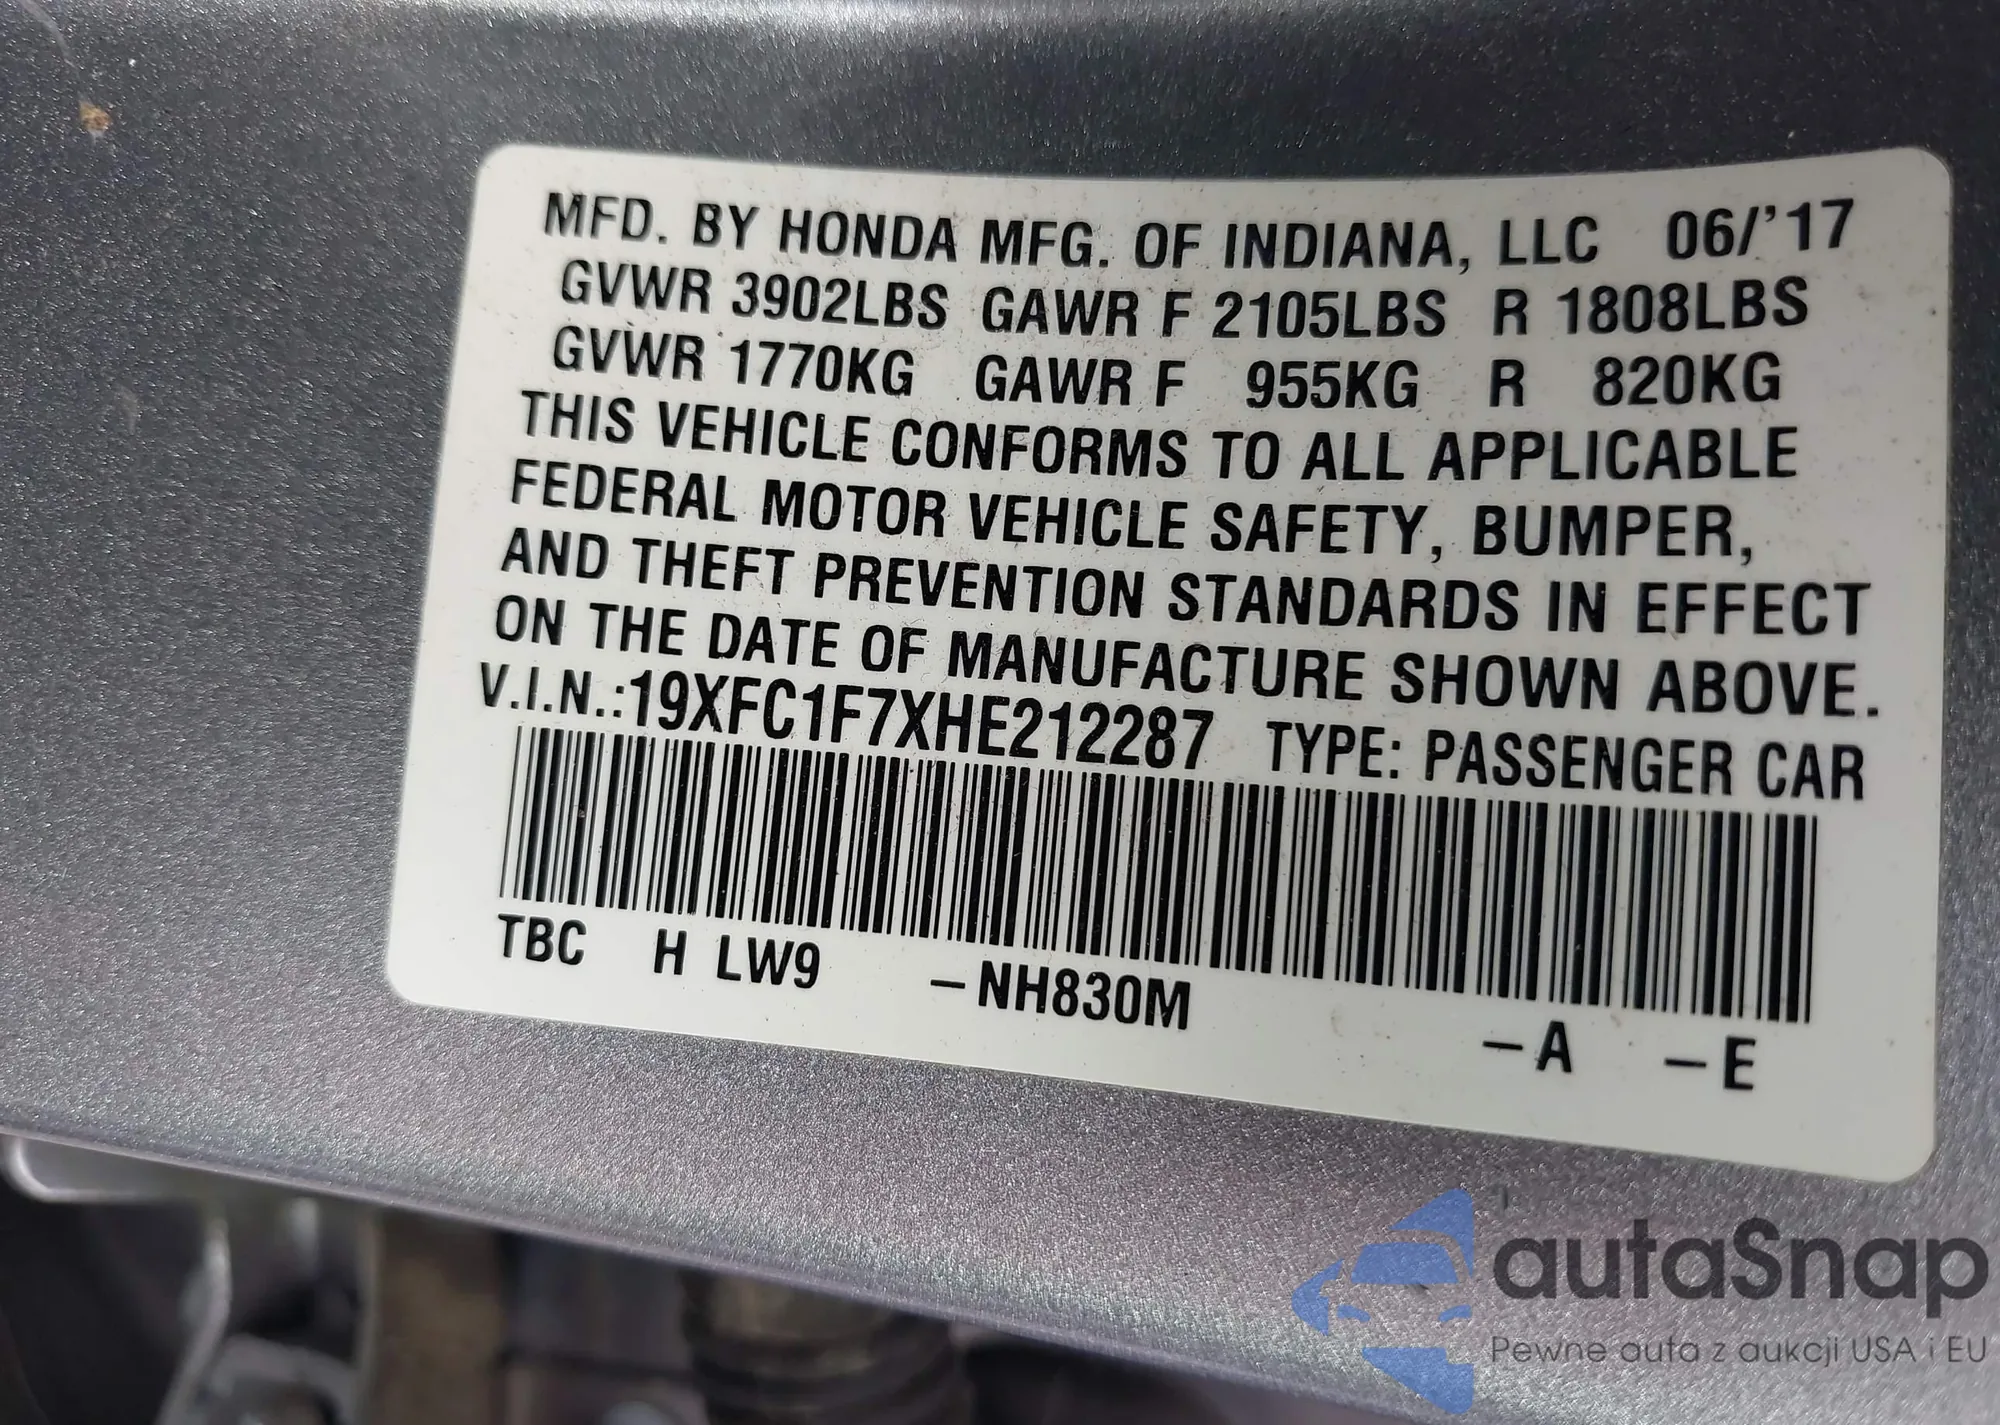 MFD. BY HONDA MFG. OF INDIANA, LLC 06/'17
GVWR 3902LBS GAWR F 2105LBS R 1808LBS
GVWR 1770KG GAWR F 955KG R 820KG
THIS VEHICLE CONFORMS TO ALL APPLICABLE
FEDERAL MOTOR VEHICLE SAFETY, BUMPER,
AND THEFT PREVENTION STANDARDS IN EFFECT
ON THE DATE OF MANUFACTURE SHOWN ABOVE.
V.I.N.:19XFC1F7XHE212287 TYPE: PASSENGER CAR
TBC H LW9 -NH830M -A -E
autaSnap
Pewne auta z aukcji USA i EU